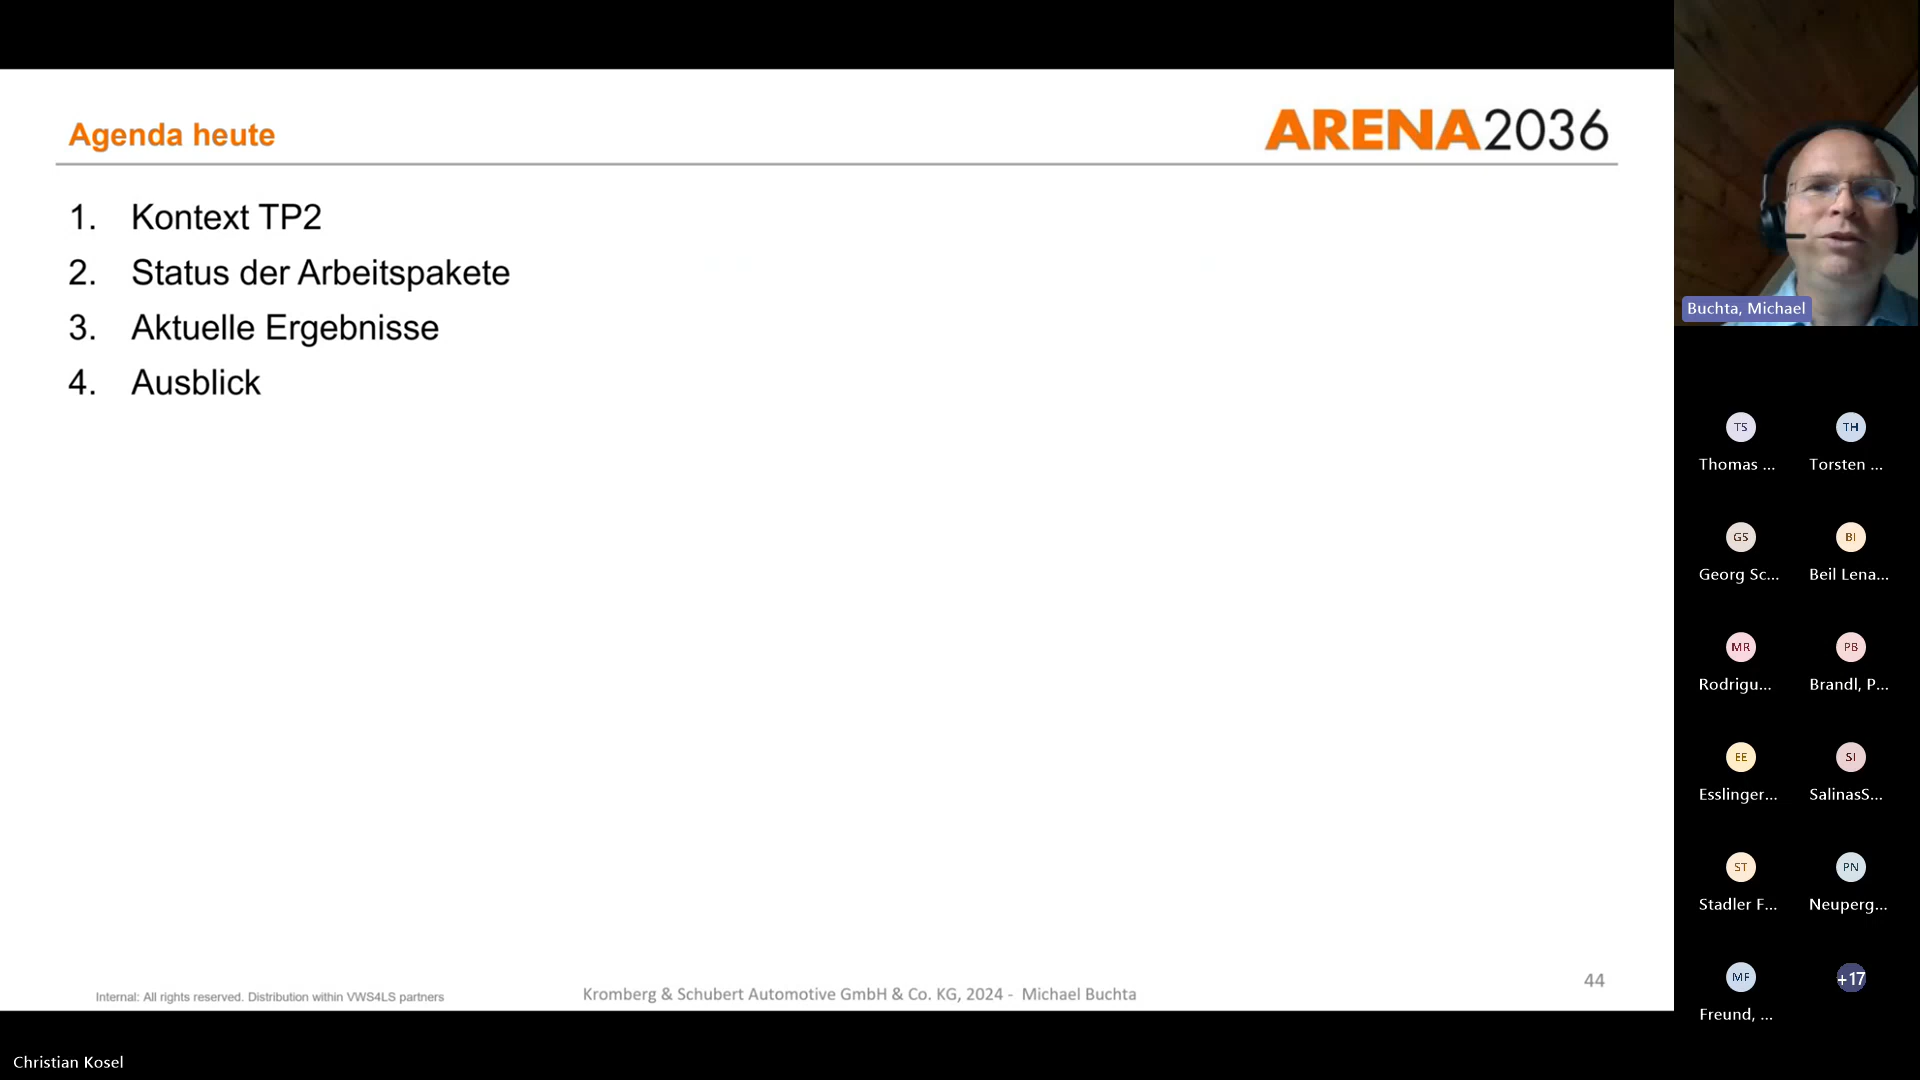 Agenda heute
ARENA2036
1. Kontext TP2
2. Status der Arbeitspakete
3. Aktuelle Ergebnisse
4. Ausblick
Internal: All rights reserved. Distribution within VWS4LS partners
Kromberg & Schubert Automotive GmbH & Co. KG, 2024 - Michael Buchta
44
Christian Kosel
Buchta, Michael
TS
TH
Thomas ...
Torsten ...
GS
BI
Georg Sc...
Beil Lena...
MR
PB
Rodrigu...
Brandl, P...
EE
SI
Esslinger...
SalinasS...
ST
PN
Stadler F...
Neuperg...
MF
+17
Freund, ...